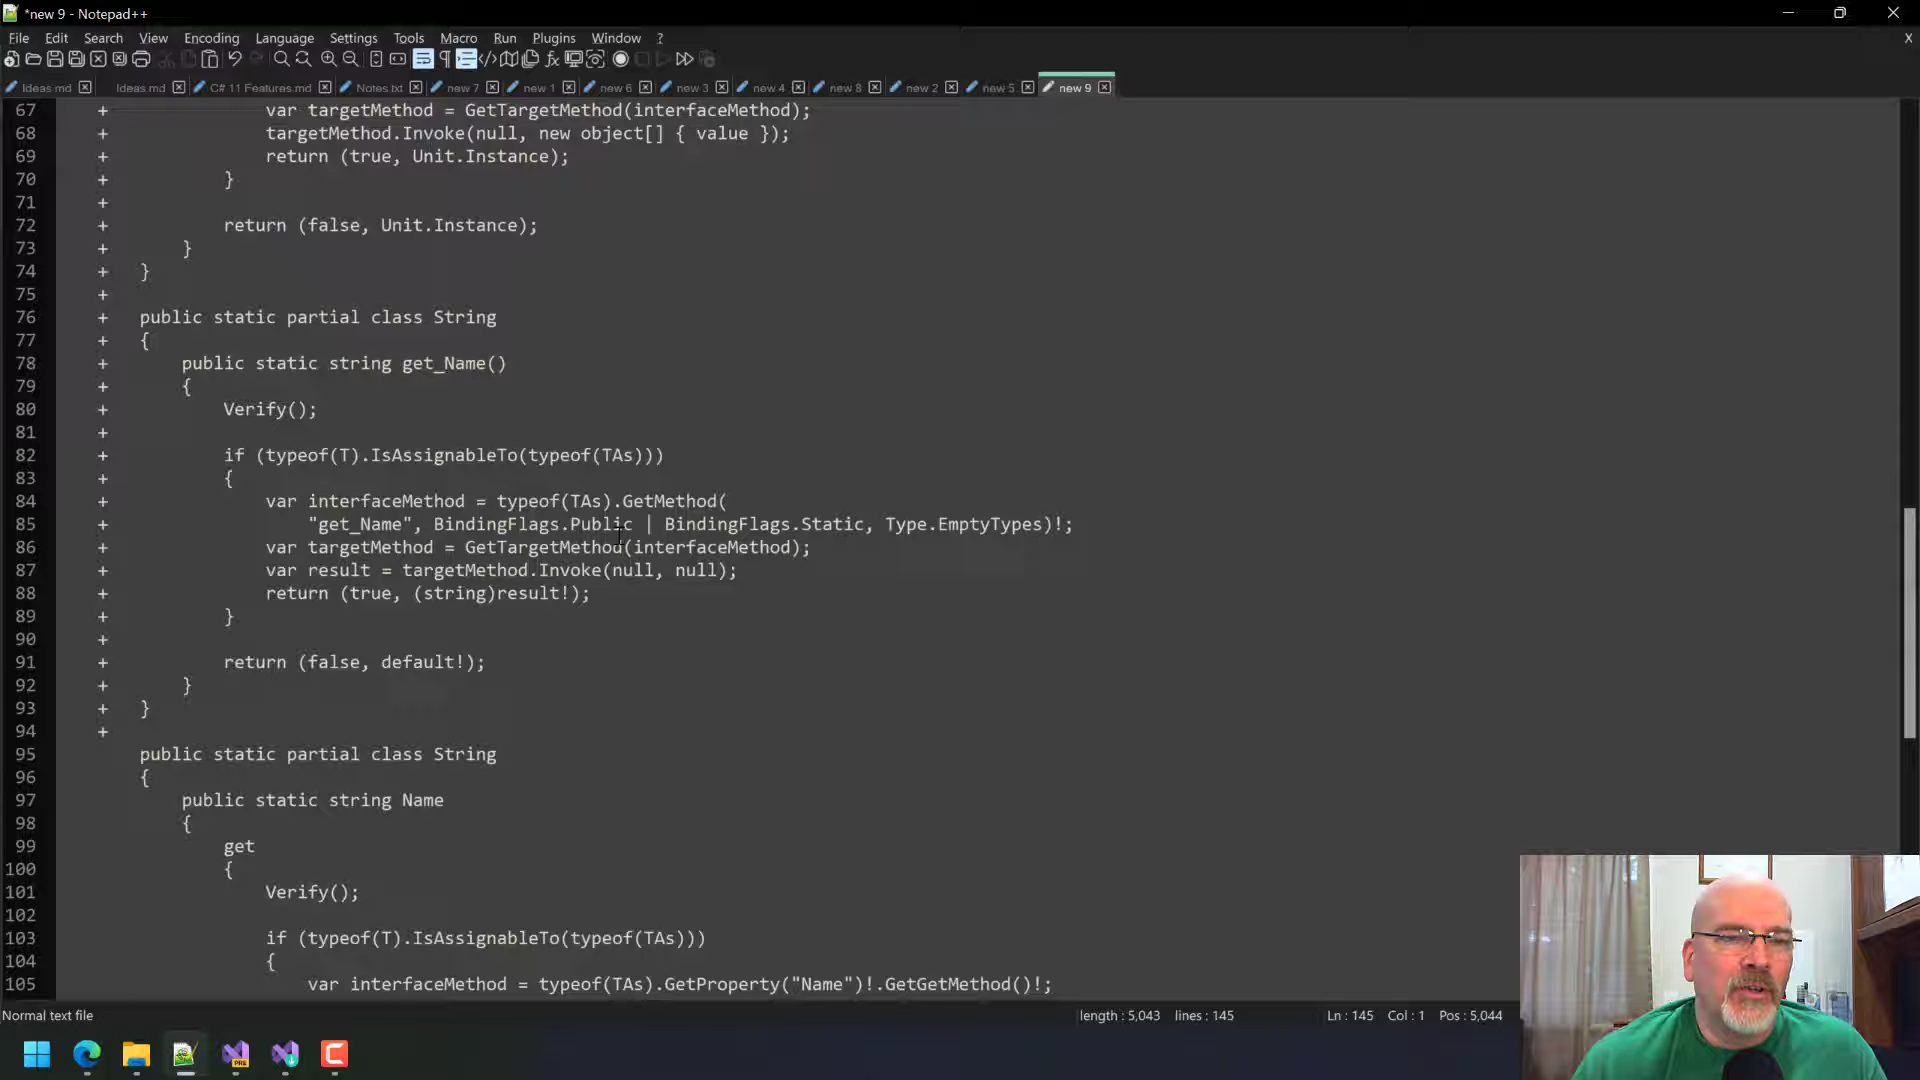 *new 9 - Notepad++
File Edit Search View Encoding Language Settings Tools Macro Run Plugins Window ?
X
Ideas.md Ideas.md C# 11 Features.md Notes.txt new 7 new 1 new 6 new 3 new 4 new 8 new 2 new 5 new 9
67 + var targetMethod = GetTargetMethod(interfaceMethod);
68 + targetMethod.Invoke(null, new object[] { value });
69 + return (true, Unit.Instance);
70 + }
71 +
72 + return (false, Unit.Instance);
73 + }
74 + }
75 +
76 + public static partial class String
77 + {
78 + public static string get_Name()
79 + {
80 + Verify();
81 +
82 + if (typeof(T).IsAssignableTo(typeof(TAs)))
83 + {
84 + var interfaceMethod = typeof(TAs).GetMethod(
85 + "get_Name", BindingFlags.Public | BindingFlags.Static, Type.EmptyTypes)!;
86 + var targetMethod = GetTargetMethod(interfaceMethod);
87 + var result = targetMethod.Invoke(null, null);
88 + return (true, (string)result!);
89 + }
90 +
91 + return (false, default!);
92 + }
93 + }
94 +
95 public static partial class String
96 {
97 public static string Name
98 {
99 get
100 {
101 Verify();
102
103 if (typeof(T).IsAssignableTo(typeof(TAs)))
104 {
105 var interfaceMethod = typeof(TAs).GetProperty("Name")!.GetGetMethod()!;
Normal text file length : 5,043 lines : 145 Ln : 145 Col : 1 Pos : 5,044
PRE